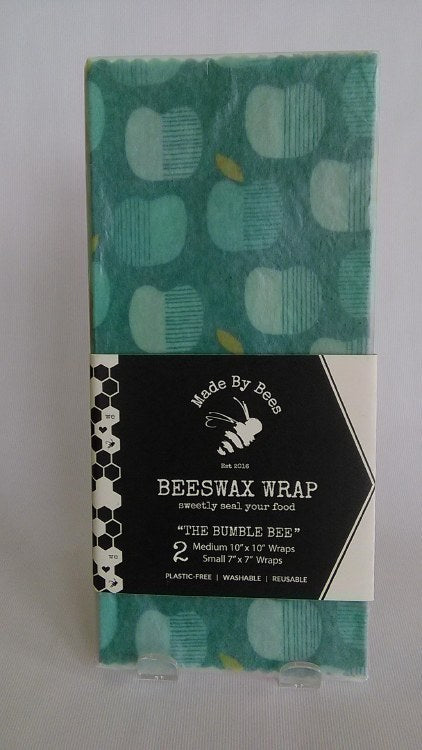 Made By Bees
Est 2016
BEESWAX WRAP
sweetly seal your food
"THE BUMBLE BEE"
2 Medium 10"x 10" Wraps
Small 7"x 7" Wraps
PLASTIC-FREE | WASHABLE | REUSABLE